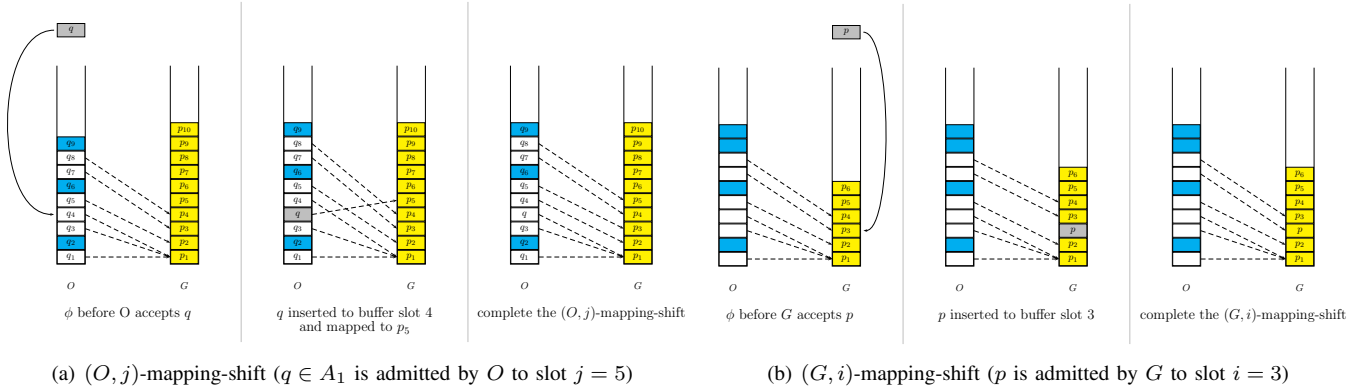 q
p₁₀
q₉ p₉
q₈ p₈
q₇ p₇
q₆ p₆
q₅ p₅
q₄ p₄
q₃ p₃
q₂ p₂
q₁ p₁
O G
ϕ before O accepts q
q₉ p₁₀
q₈ p₉
q₇ p₈
q₆ p₇
q₅ p₆
q₄ p₅
q p₄
q₃ p₃
q₂ p₂
q₁ p₁
O G
q inserted to buffer slot 4
and mapped to p₅
q₉ p₁₀
q₈ p₉
q₇ p₈
q₆ p₇
q₅ p₆
q₄ p₅
q p₄
q₃ p₃
q₂ p₂
q₁ p₁
O G
complete the (O, j)-mapping-shift
(a) (O, j)-mapping-shift (q ∈ A₁ is admitted by O to slot j = 5)
p
p₆
p₅
p₄
p₃
p₂
p₁
O G
ϕ before G accepts p
p₆
p₅
p₄
p₃
p
p₂
p₁
O G
p inserted to buffer slot 3
p₆
p₅
p₄
p₃
p
p₂
p₁
O G
complete the (G, i)-mapping-shift
(b) (G, i)-mapping-shift (p is admitted by G to slot i = 3)